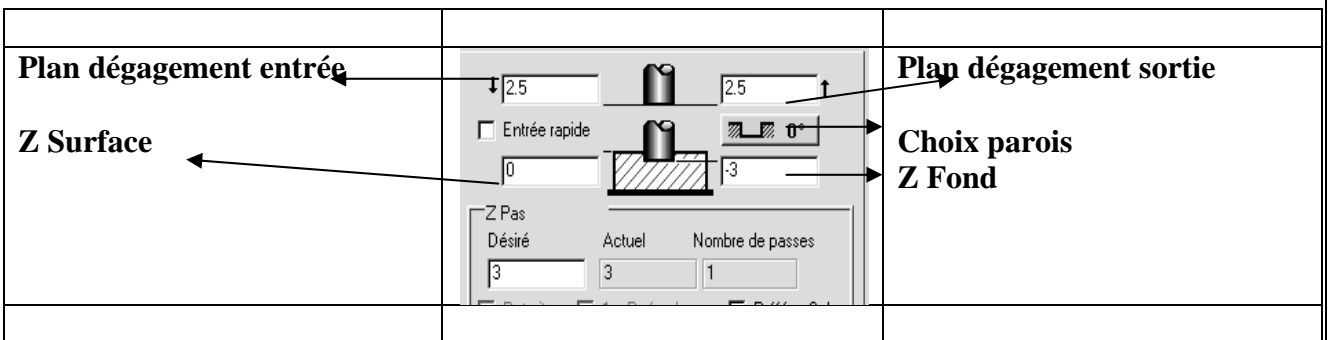 Plan dégagement entrée
Z Surface
2.5
2.5
Entrée rapide
0°
0
-3
Z Pas
Désiré
Actuel
Nombre de passes
3
3
1
Plan dégagement sortie
Choix parois
Z Fond